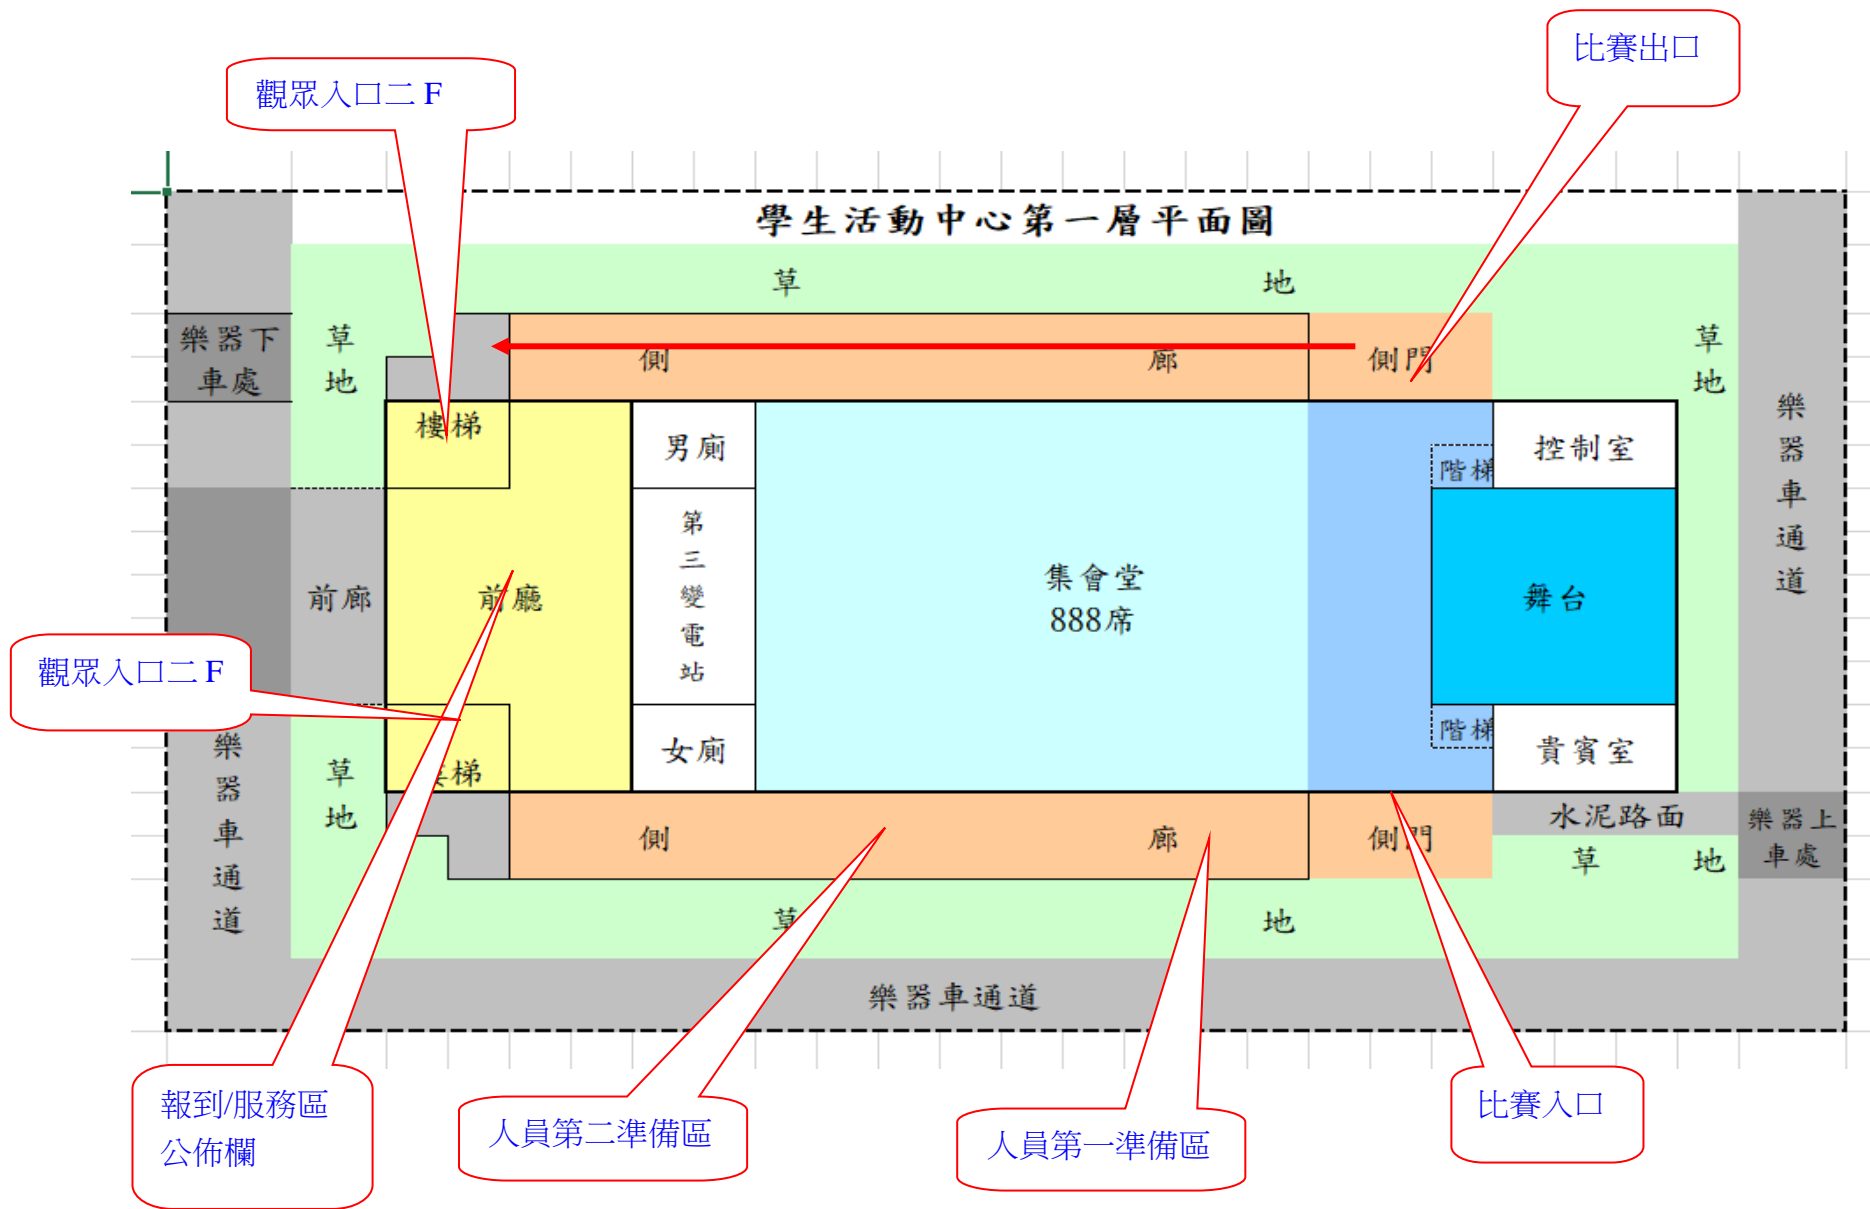 比賽出口
觀眾入口二 F
學生活動中心第一層平面圖
草 地
樂器下
車處
草
地
側 廊
側門
草
地
樂
器
車
通
道
樓梯
男廁
階梯
控制室
第
三
變
電
站
前廊
前廳
集會堂
888席
舞台
觀眾入口二 F
樂
器
車
通
道
草
地
梯
女廁
階梯
貴賓室
側 廊
側門
水泥路面
樂器上
車處
草 地
草 地
樂器車通道
報到/服務區
公佈欄
人員第二準備區
人員第一準備區
比賽入口